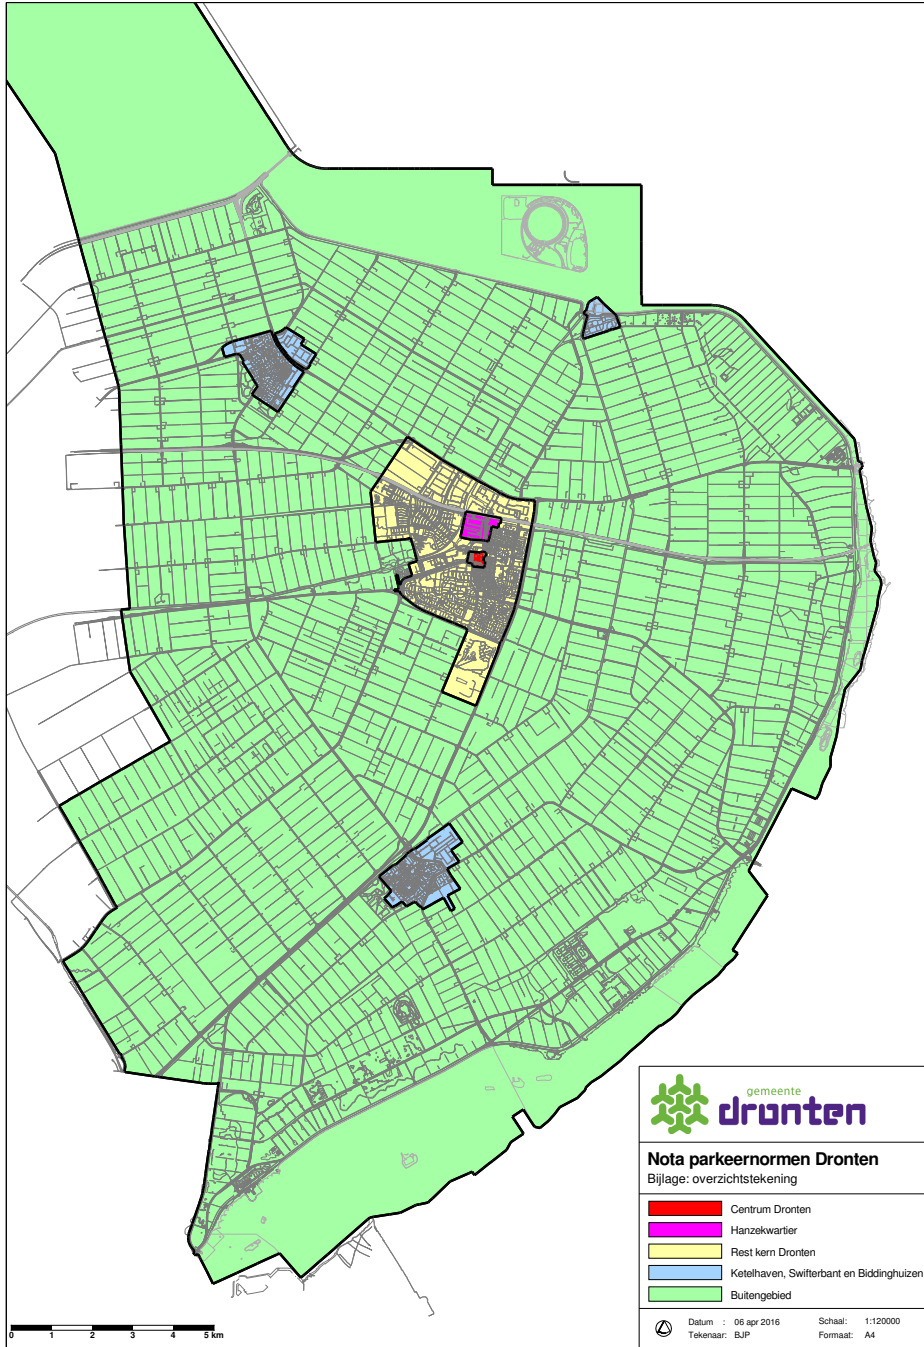 gemeente
dronten
Nota parkeernormen Dronten
Bijlage: overzichtstekening
Centrum Dronten
Hanzekwartier
Rest kern Dronten
Ketelhaven, Swifterbant en Biddinghuizen
Buitengebied
Datum : 06 apr 2016 Schaal: 1:120000
Tekenaar: BJP Formaat: A4
0 1 2 3 4 5 km